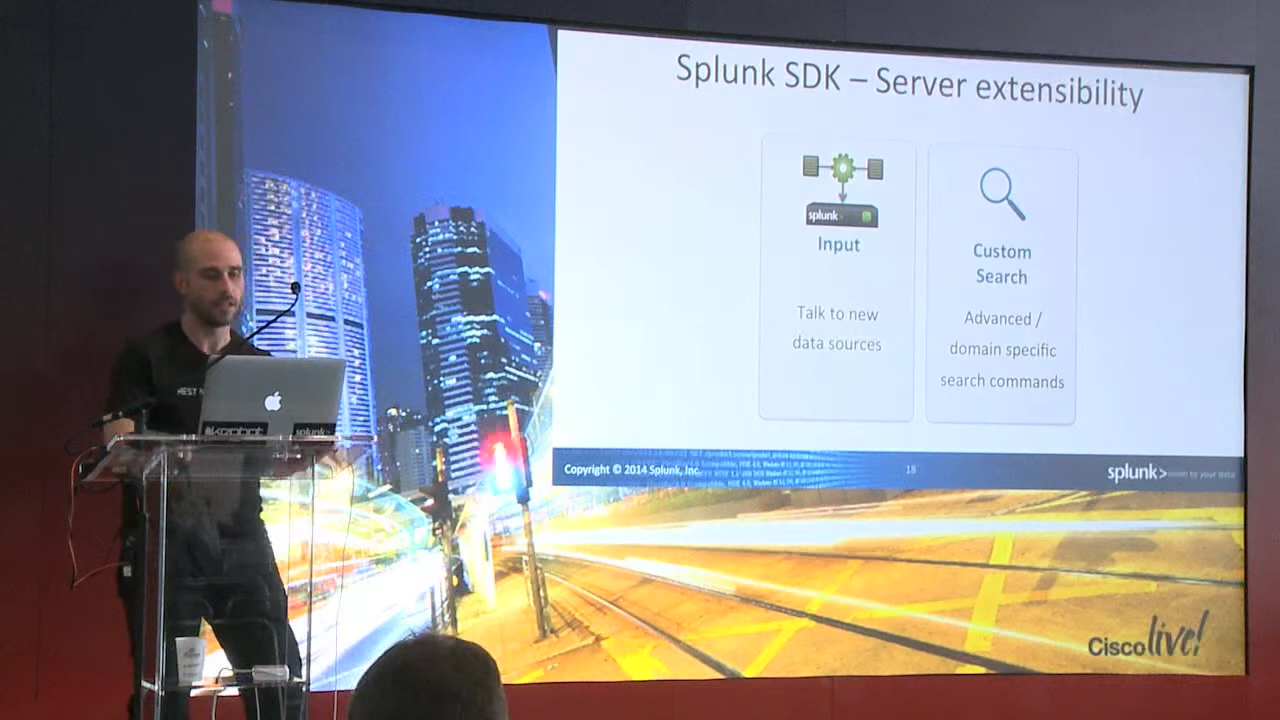 Splunk SDK – Server extensibility
splunk>
Input
Talk to new
data sources
Custom
Search
Advanced /
domain specific
search commands
Copyright © 2014 Splunk, Inc.
18
splunk>
Cisco live!
splunk>